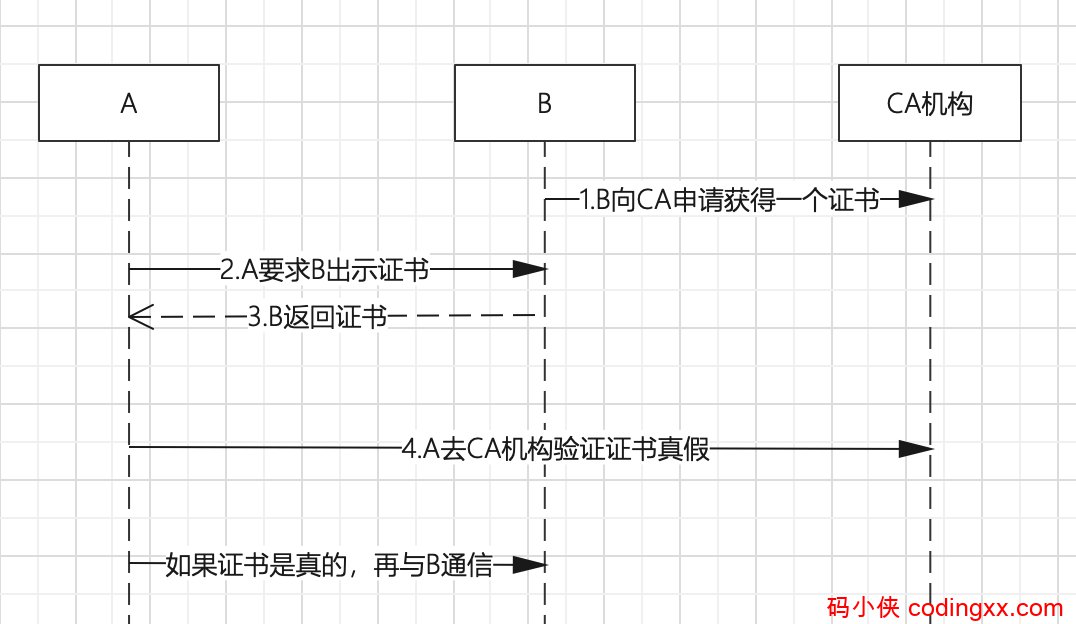 A
B
CA机构
1.B向CA申请获得一个证书
2.A要求B出示证书
3.B返回证书
4.A去CA机构验证证书真假
如果证书是真的，再与B通信
码小侠 codingxx.com